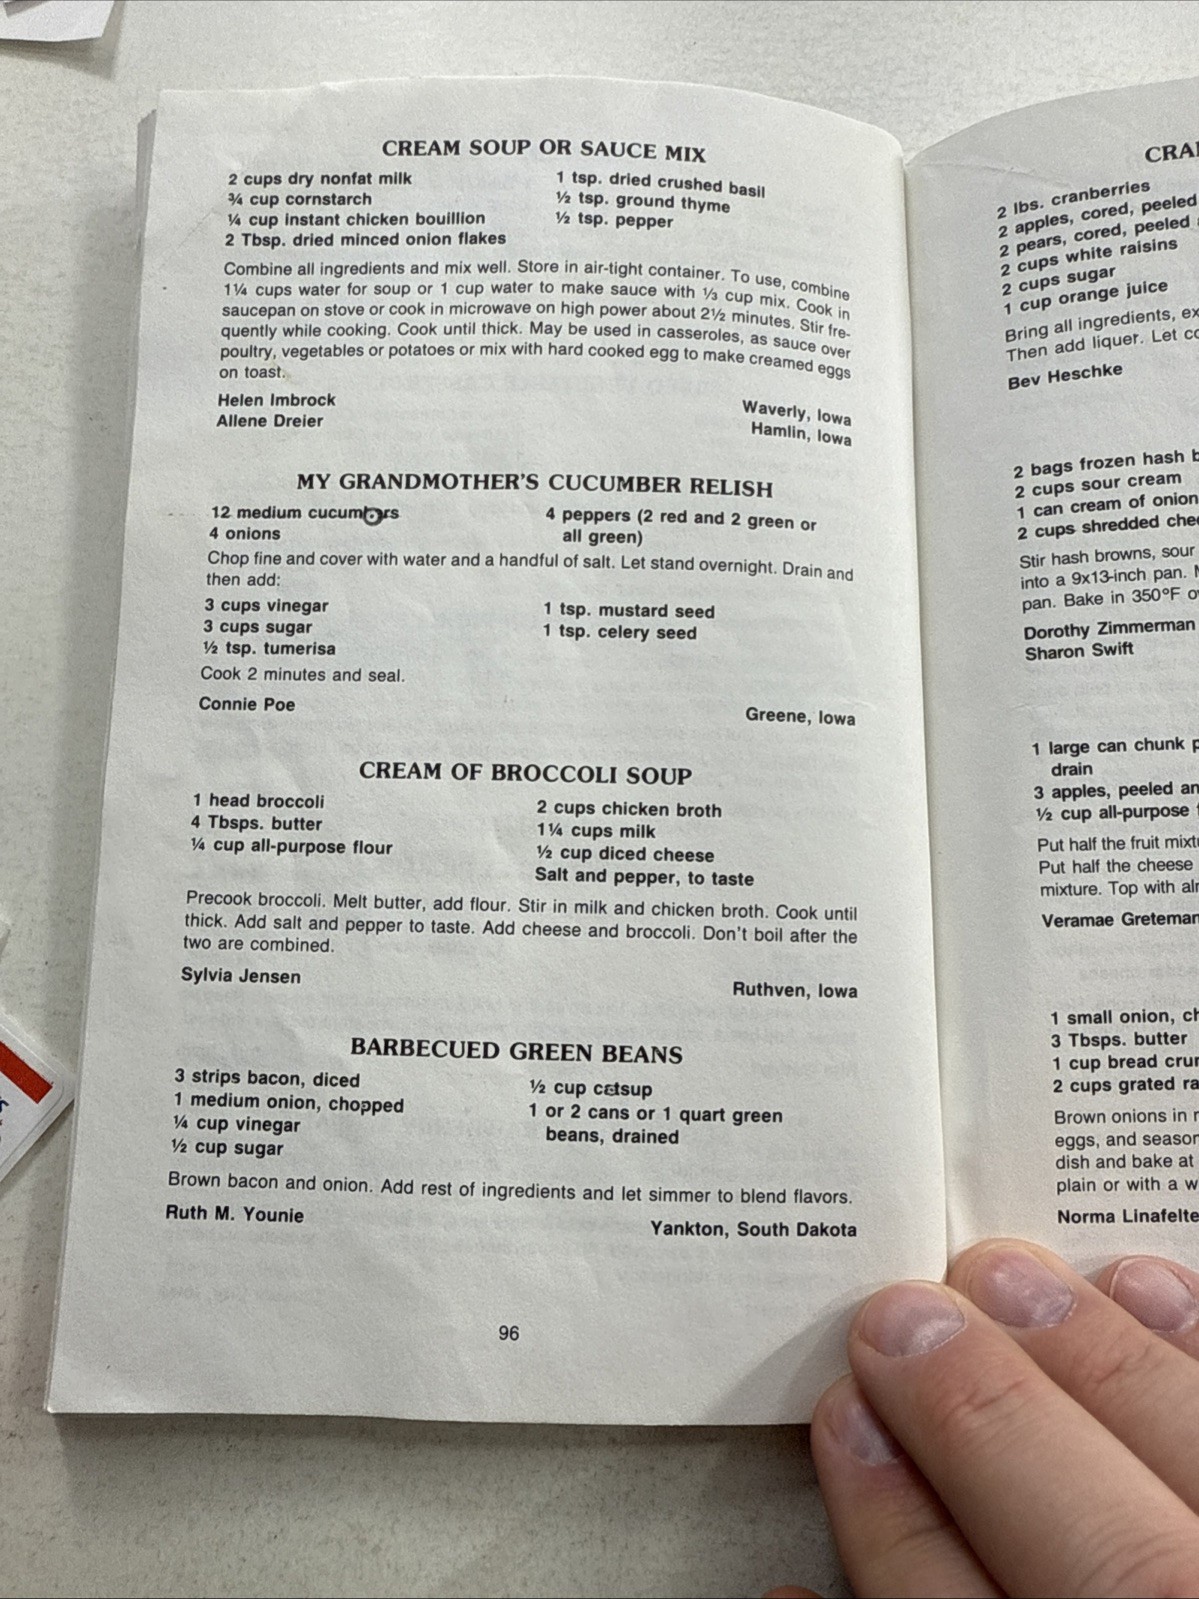 CREAM SOUP OR SAUCE MIX
2 cups dry nonfat milk
¾ cup cornstarch
¼ cup instant chicken bouillion
2 Tbsp. dried minced onion flakes
1 tsp. dried crushed basil
½ tsp. ground thyme
½ tsp. pepper
Combine all ingredients and mix well. Store in air-tight container. To use, combine
1¼ cups water for soup or 1 cup water to make sauce with ⅓ cup mix. Cook in
saucepan on stove or cook in microwave on high power about 2½ minutes. Stir fre-
quently while cooking. Cook until thick. May be used in casseroles, as sauce over
poultry, vegetables or potatoes or mix with hard cooked egg to make creamed eggs
on toast.
Helen Imbrock
Allene Dreier
Waverly, Iowa
Hamlin, Iowa
MY GRANDMOTHER'S CUCUMBER RELISH
12 medium cucumbers
4 onions
4 peppers (2 red and 2 green or
all green)
Chop fine and cover with water and a handful of salt. Let stand overnight. Drain and
then add:
3 cups vinegar
3 cups sugar
½ tsp. tumerisa
1 tsp. mustard seed
1 tsp. celery seed
Cook 2 minutes and seal.
Connie Poe
Greene, Iowa
CREAM OF BROCCOLI SOUP
1 head broccoli
4 Tbsps. butter
¼ cup all-purpose flour
2 cups chicken broth
1¼ cups milk
½ cup diced cheese
Salt and pepper, to taste
Precook broccoli. Melt butter, add flour. Stir in milk and chicken broth. Cook until
thick. Add salt and pepper to taste. Add cheese and broccoli. Don't boil after the
two are combined.
Sylvia Jensen
Ruthven, Iowa
BARBECUED GREEN BEANS
3 strips bacon, diced
1 medium onion, chopped
¼ cup vinegar
½ cup sugar
½ cup catsup
1 or 2 cans or 1 quart green
beans, drained
Brown bacon and onion. Add rest of ingredients and let simmer to blend flavors.
Ruth M. Younie
Yankton, South Dakota
96
2 lbs. cranberries
2 apples, cored, peeled
2 pears, cored, peeled
2 cups white raisins
2 cups sugar
1 cup orange juice
Bring all ingredients,
Then add liquer. Let
Bev Heschke
2 bags frozen hash
2 cups sour cream
1 can cream of onion
2 cups shredded
Stir hash browns, sour
into a 9x13-inch pan.
pan. Bake in 350°F
Dorothy Zimmerman
Sharon Swift
1 large can chunk
drain
3 apples, peeled
½ cup all-purpose
Put half the fruit
Put half the cheese
mixture. Top with
Veramae Greteman
1 small onion,
3 Tbsps. butter
1 cup bread
2 cups grated
Brown onions in
eggs, and season
dish and bake at
plain or with a
Norma